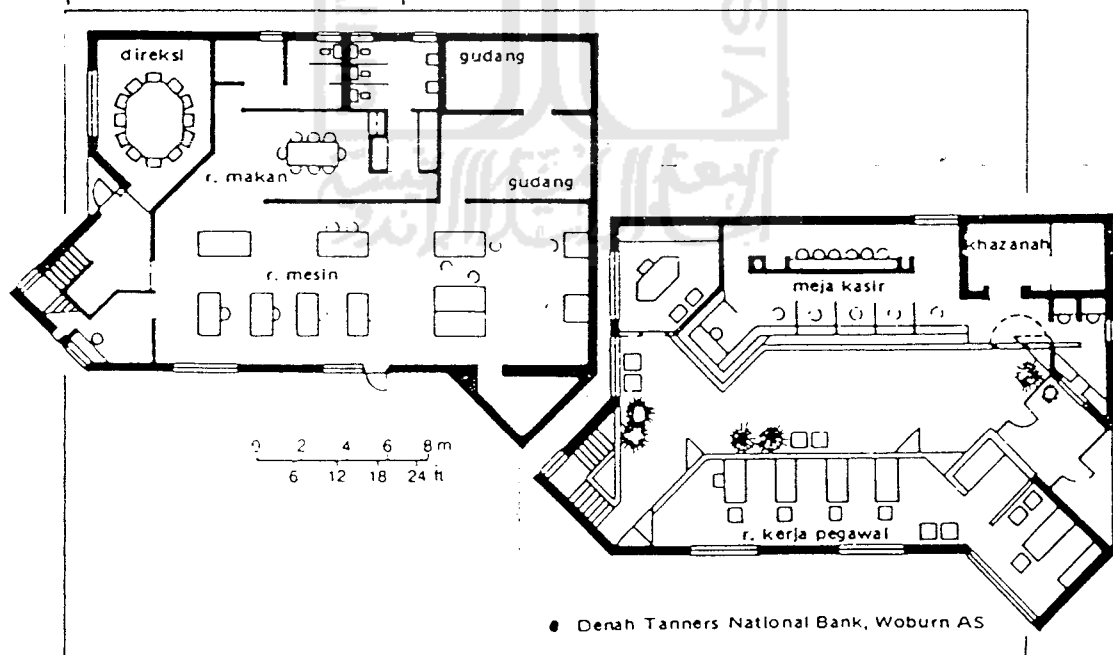 SIA
direksi
gudang
r. makan
gudang
r. mesin
khazanah
meja kasir
0 2 4 6 8 m
6 12 18 24 ft
r. kerja pegawai
Denah Tanners National Bank, Woburn AS